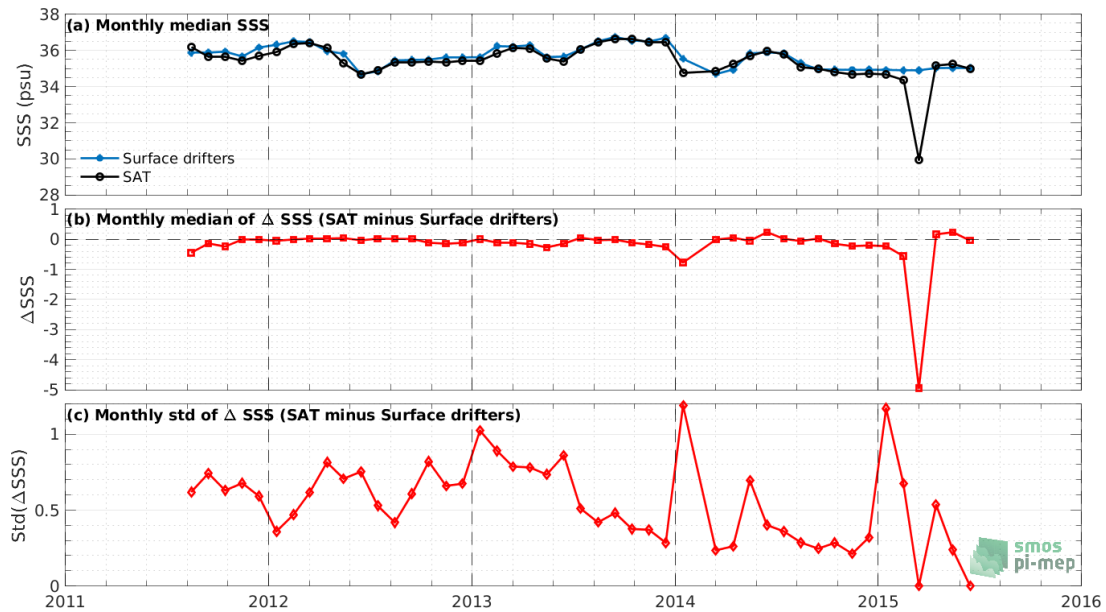 (a) Monthly median SSS
38
36
34
32
30
28
SSS (psu)
Surface drifters
SAT
(b) Monthly median of Δ SSS (SAT minus Surface drifters)
1
0
-1
-2
-3
-4
-5
ΔSSS
(c) Monthly std of Δ SSS (SAT minus Surface drifters)
1
0.5
0
Std(ΔSSS)
smos
pi-mep
2011 2012 2013 2014 2015 2016